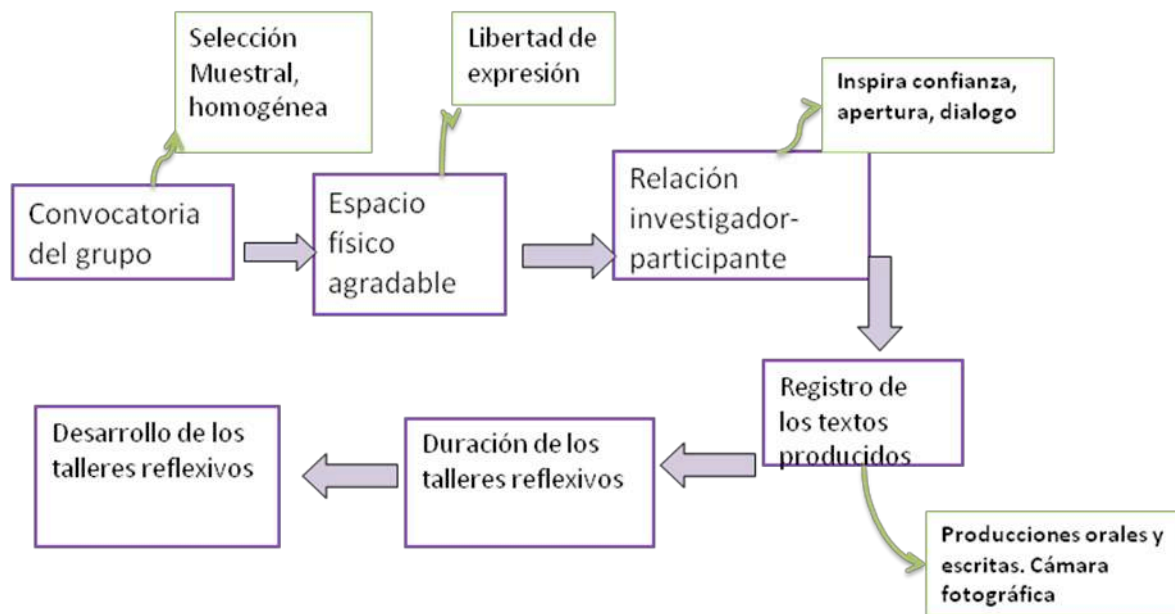 Selección
Muestral,
homogénea
Libertad de
expresión
Inspira confianza,
apertura, dialogo
Convocatoria
del grupo
Espacio
físico
agradable
Relación
investigador-
participante
Registro de
los textos
producidos
Duración de los
talleres reflexivos
Desarrollo de los
talleres reflexivos
Producciones orales y
escritas. Cámara
fotográfica